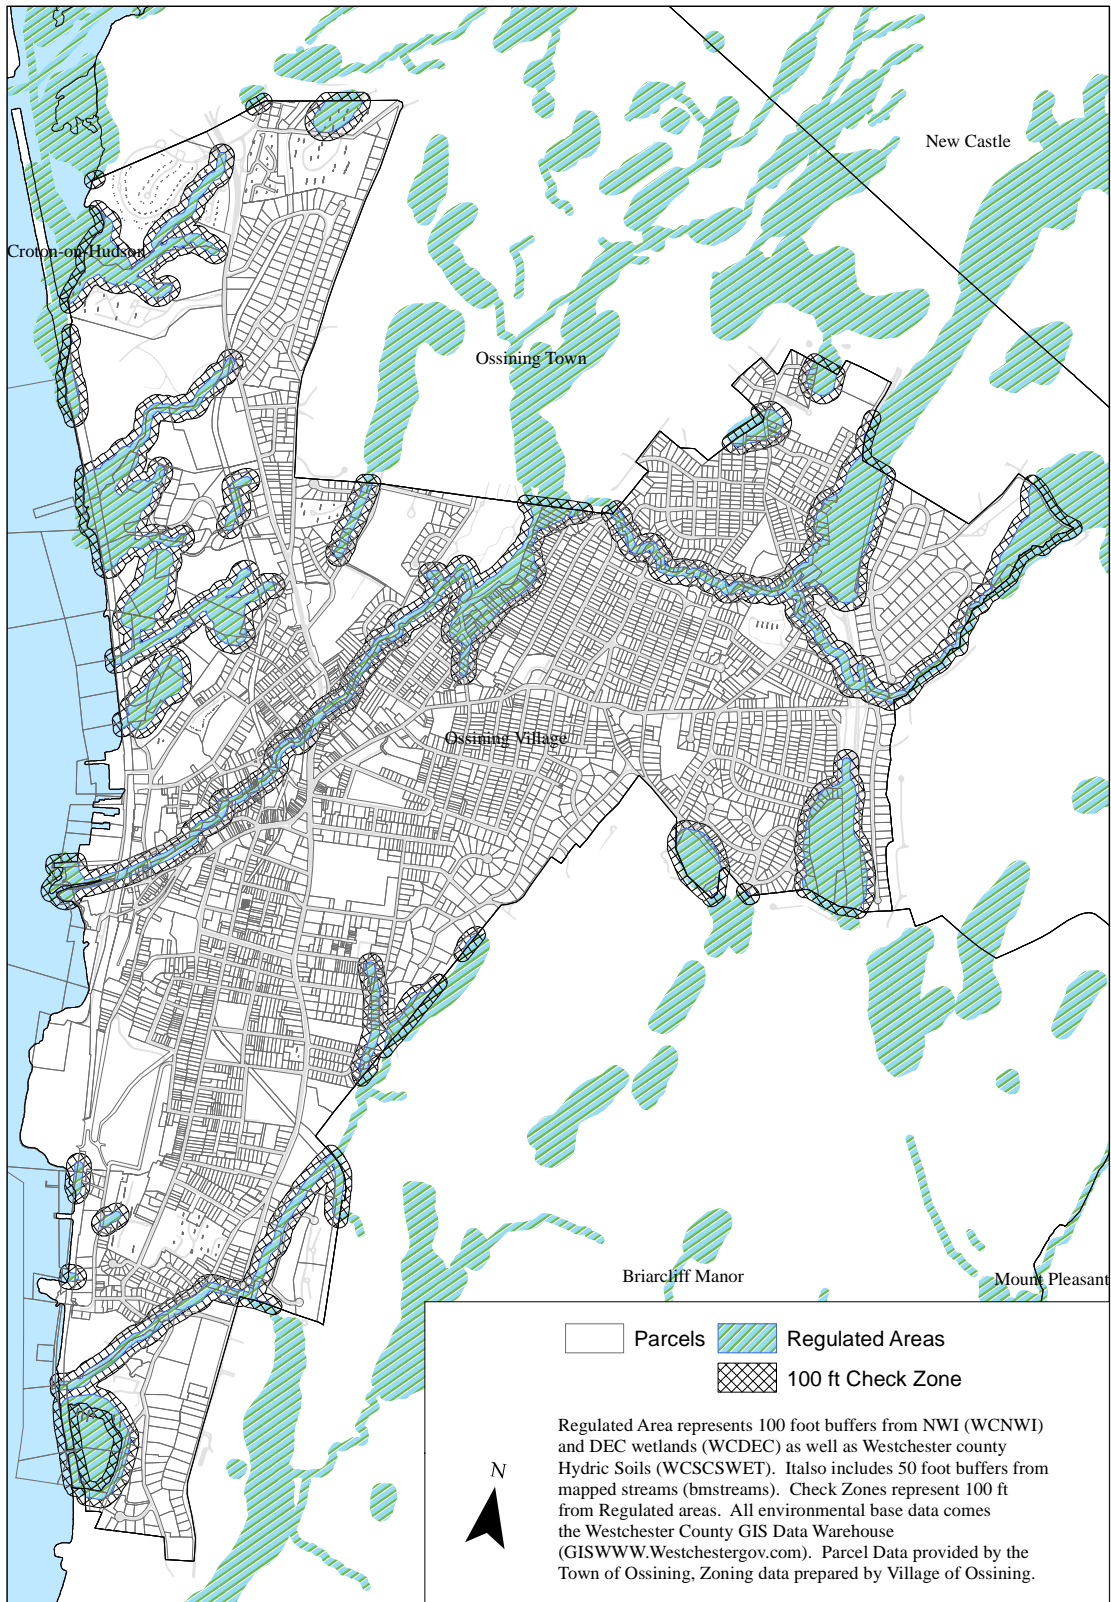 New Castle
Croton-on-Hudson
Ossining Town
Ossining Village
Briarcliff Manor
Mount Pleasant
Parcels
Regulated Areas
100 ft Check Zone
Regulated Area represents 100 foot buffers from NWI (WCNWI)
and DEC wetlands (WCDEC) as well as Westchester county
Hydric Soils (WCSCSWET). Italso includes 50 foot buffers from
mapped streams (bmstreams). Check Zones represent 100 ft
from Regulated areas. All environmental base data comes
the Westchester County GIS Data Warehouse
(GISWWW.Westchestergov.com). Parcel Data provided by the
Town of Ossining, Zoning data prepared by Village of Ossining.
N